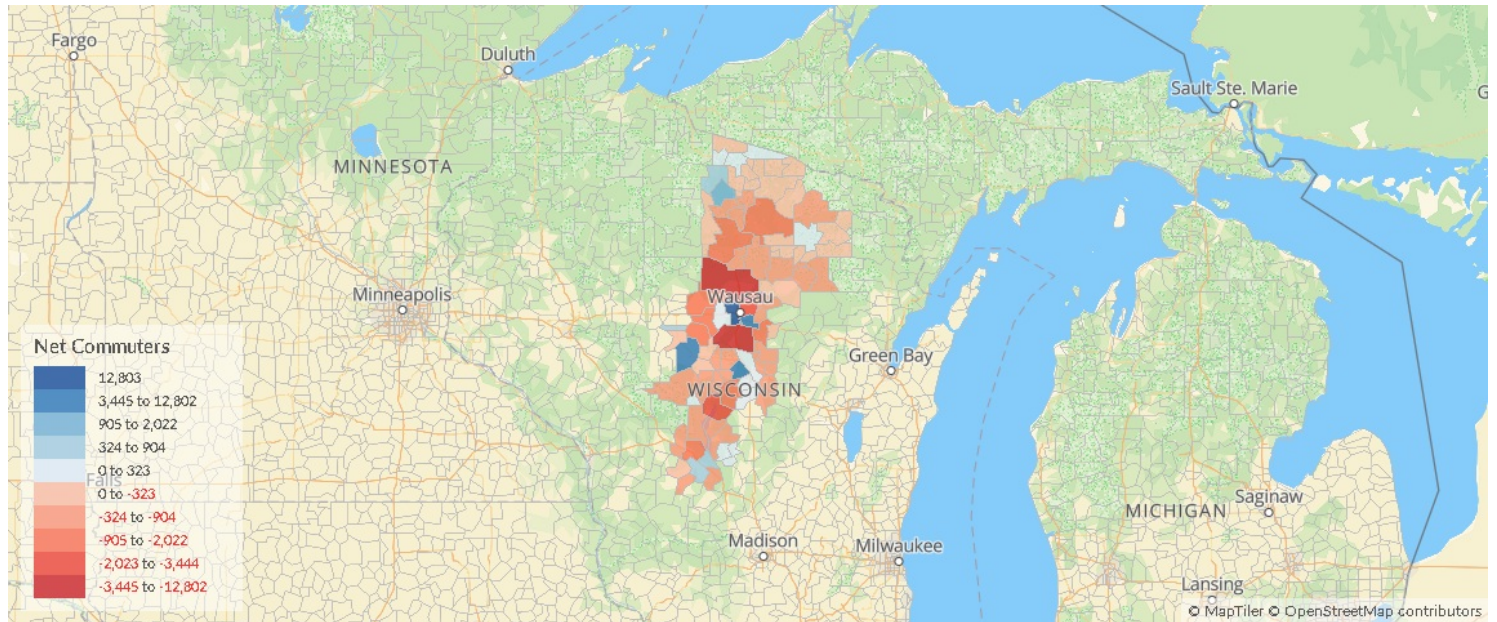 Fargo
Duluth
Sault Ste. Marie
G
MINNESOTA
Minneapolis
Wausau
Green Bay
WISCONSIN
Net Commuters
12,803
3,445 to 12,802
905 to 2,022
324 to 904
0 to 323
0 to -323
-324 to -904
-905 to -2,022
-2,023 to -3,444
-3,445 to -12,802
Falls
Saginaw
MICHIGAN
Madison
Milwaukee
Lansing
© MapTiler © OpenStreetMap contributors